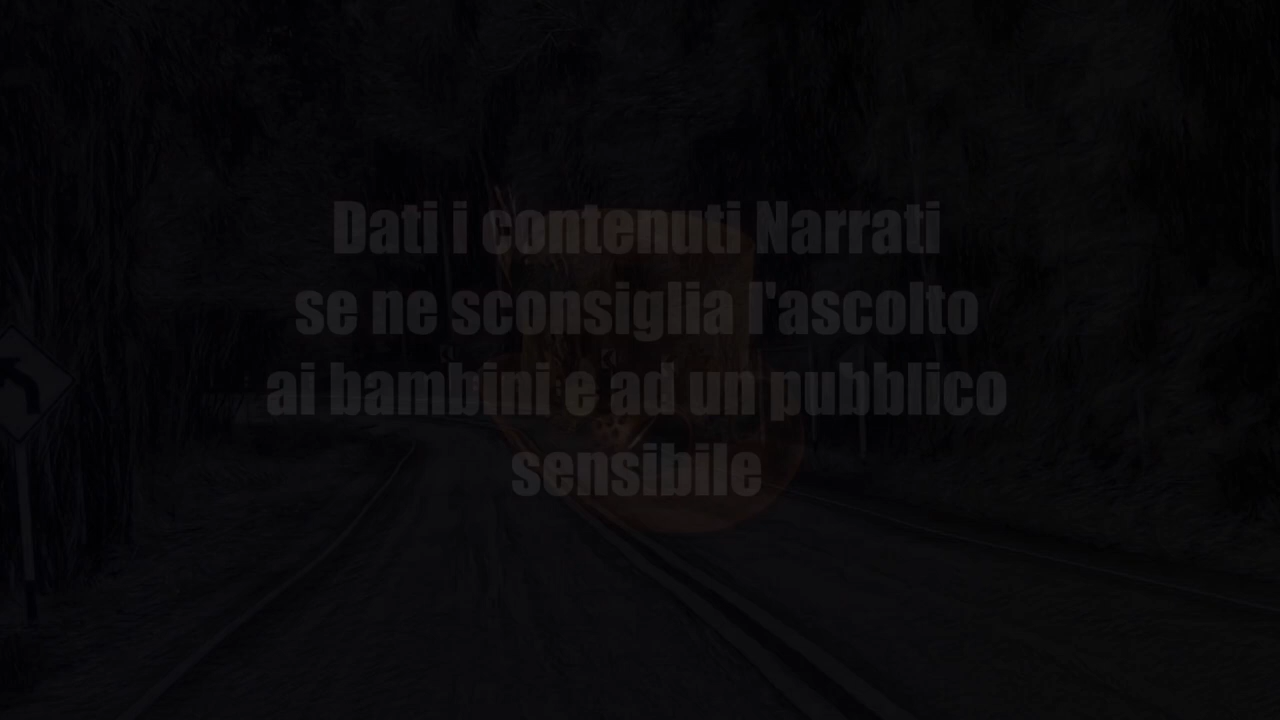 Dati i contenuti Narrati
se ne sconsiglia l'ascolto
ai bambini e ad un pubblico
sensibile